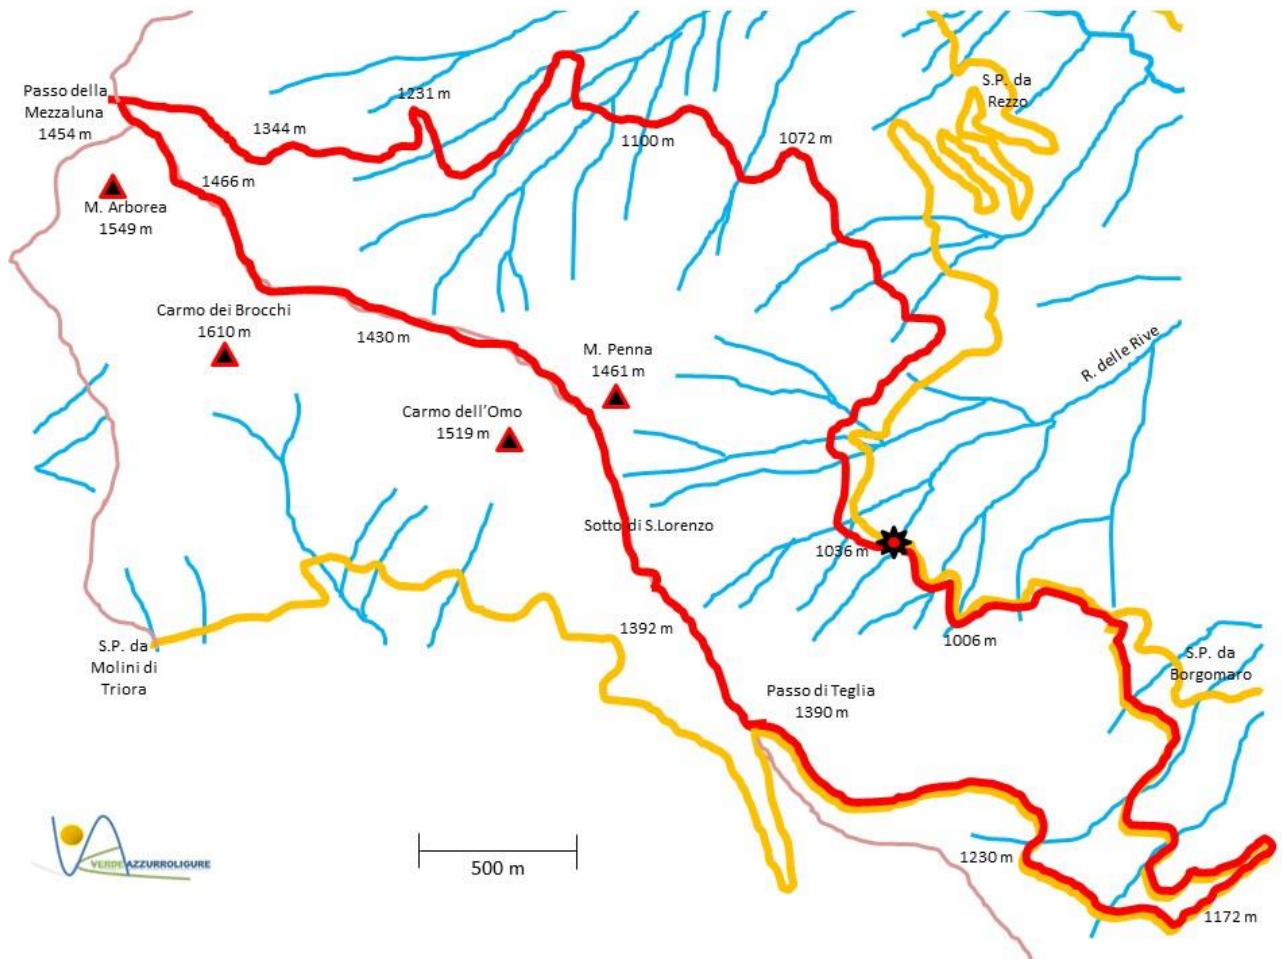 Passo della
Mezzaluna
1454 m
1344 m
1231 m
1100 m
1072 m
S.P. da
Rezzo
1466 m
M. Arborea
1549 m
Carmo dei Brocchi
1610 m
1430 m
M. Penna
1461 m
R. delle Rive
Carmo dell'Omo
1519 m
Sotto di S.Lorenzo
1036 m
1392 m
1006 m
S.P. da
Molini di
Triora
S.P. da
Borgomaro
Passo di Teglia
1390 m
1230 m
1172 m
500 m
VERDEAZZURROLIGURE